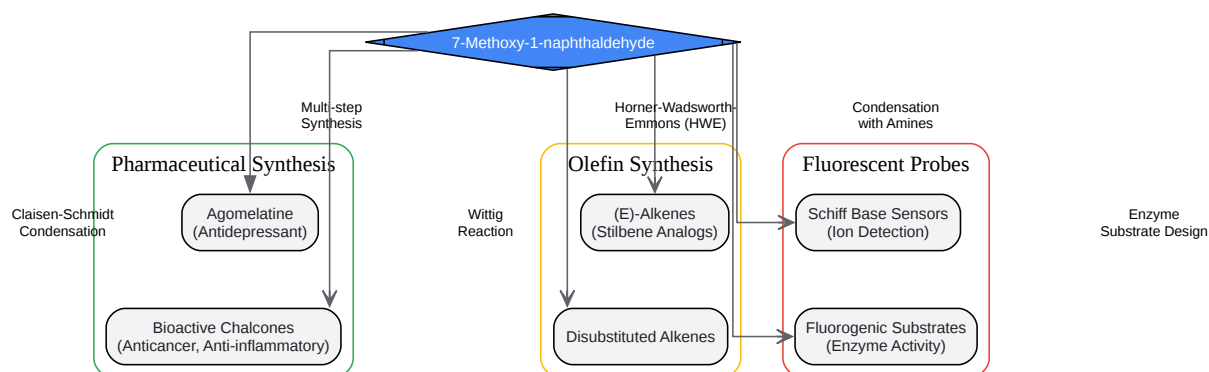 7-Methoxy-1-naphthaldehyde
Multi-step
Synthesis
Horner-Wadsworth-
Emmons (HWE)
Condensation
with Amines
Pharmaceutical Synthesis
Olefin Synthesis
Fluorescent Probes
Claisen-Schmidt
Condensation
Agomelatine
(Antidepressant)
Wittig
Reaction
(E)-Alkenes
(Stilbene Analogs)
Schiff Base Sensors
(Ion Detection)
Enzyme
Substrate Design
Bioactive Chalcones
(Anticancer, Anti-inflammatory)
Disubstituted Alkenes
Fluorogenic Substrates
(Enzyme Activity)